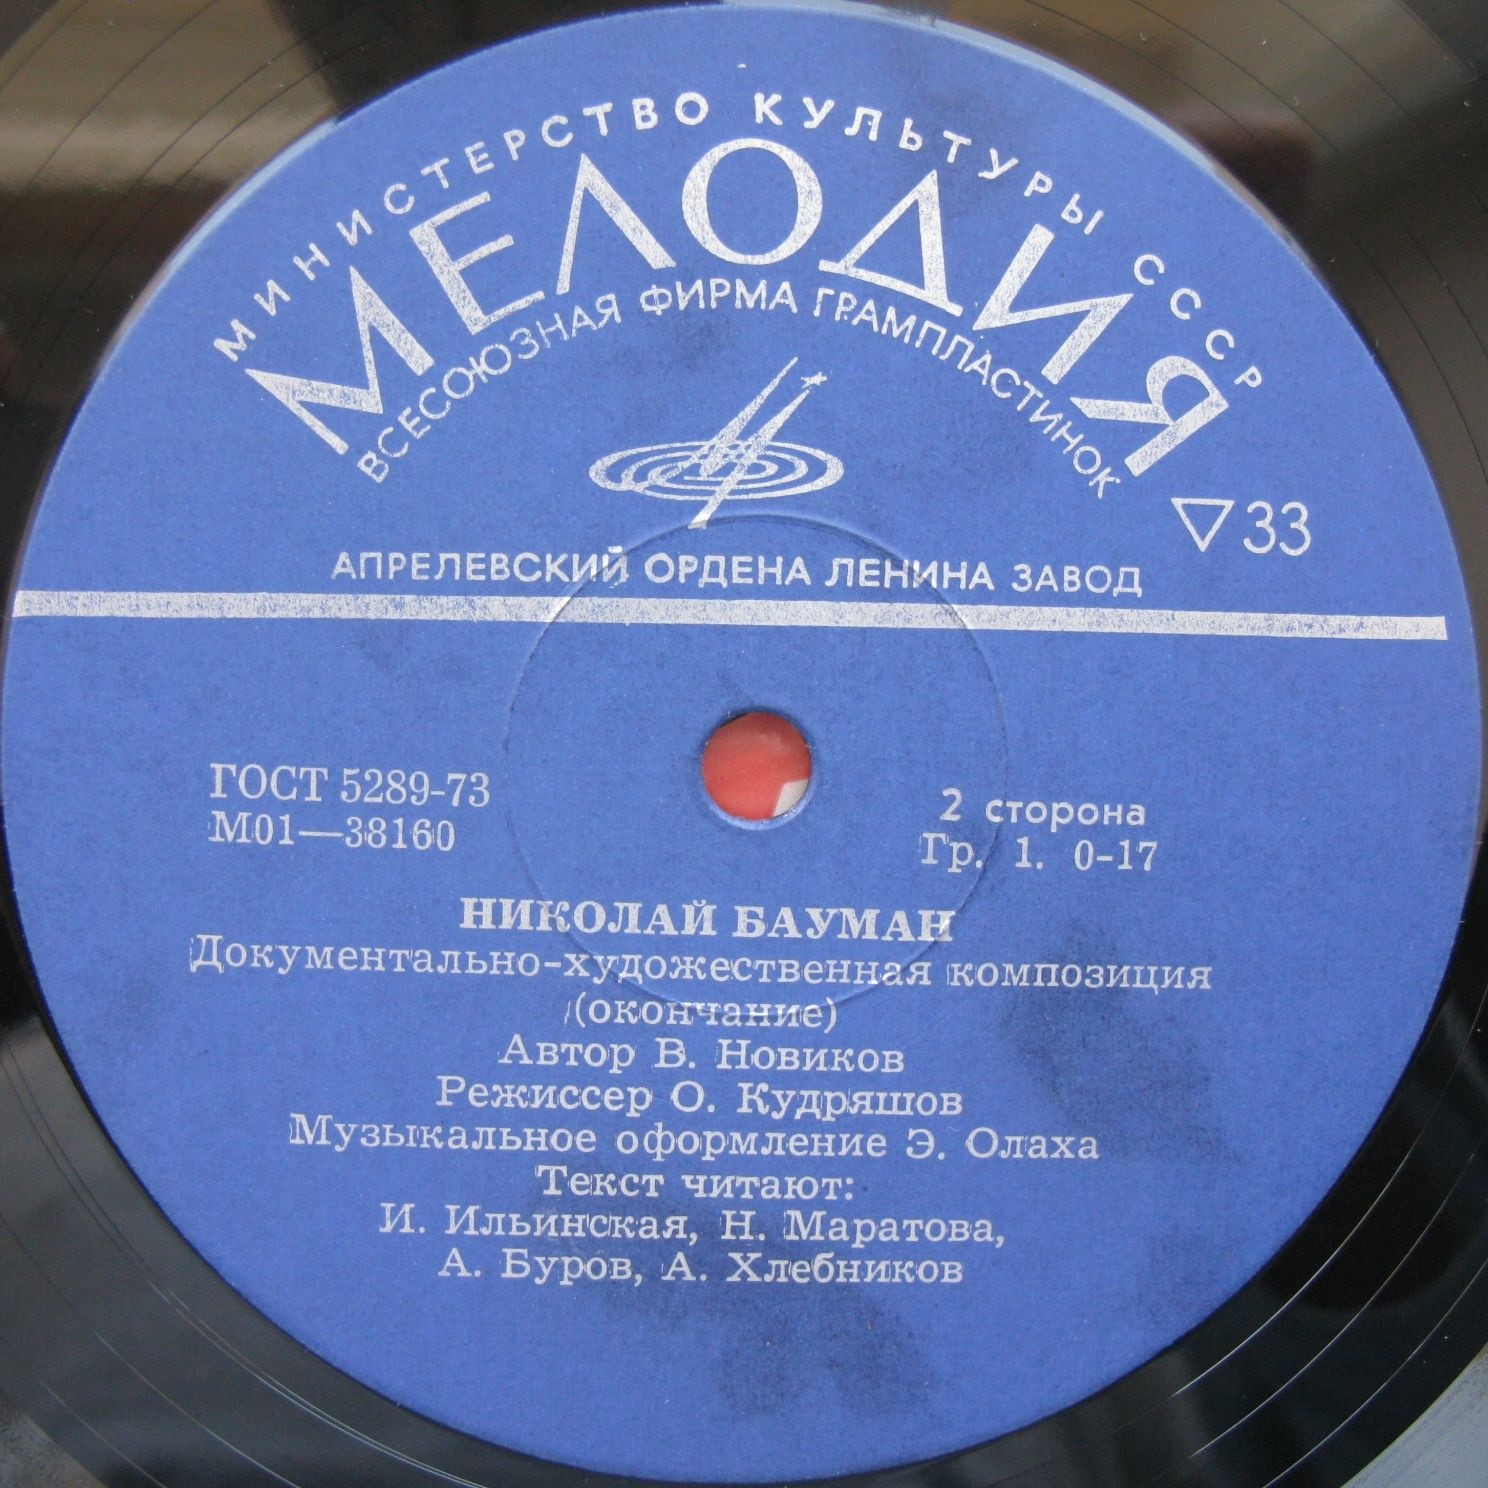 МИНИСТЕРСТВО КУЛЬТУРЫ СССР
МЕЛОДИЯ
ВСЕСОЮЗНАЯ ФИРМА ГРАМПЛАСТИНОК
33
АПРЕЛЕВСКИЙ ОРДЕНА ЛЕНИНА ЗАВОД
ГОСТ 5289-73
М01—38160
2 сторона
Гр. 1. 0-17
НИКОЛАЙ БАУМАН
Документально-художественная композиция
(окончание)
Автор В. Новиков
Режиссер О. Кудряшов
Музыкальное оформление Э. Олаха
Текст читают:
И. Ильинская, Н. Маратова,
А. Буров, А. Хлебников